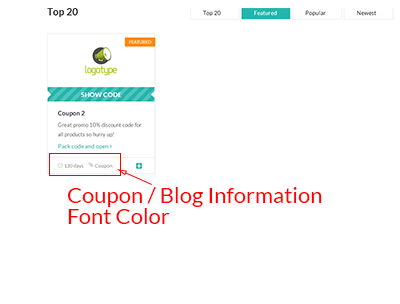 Top 20
Top 20 Featured Popular Newest
FEATURED
logotype
SHOW CODE
Coupon 2
Great promo 10% discount code for
all products so hurry up!
Pack code and open >
130 days Coupon
Coupon / Blog Information
Font Color